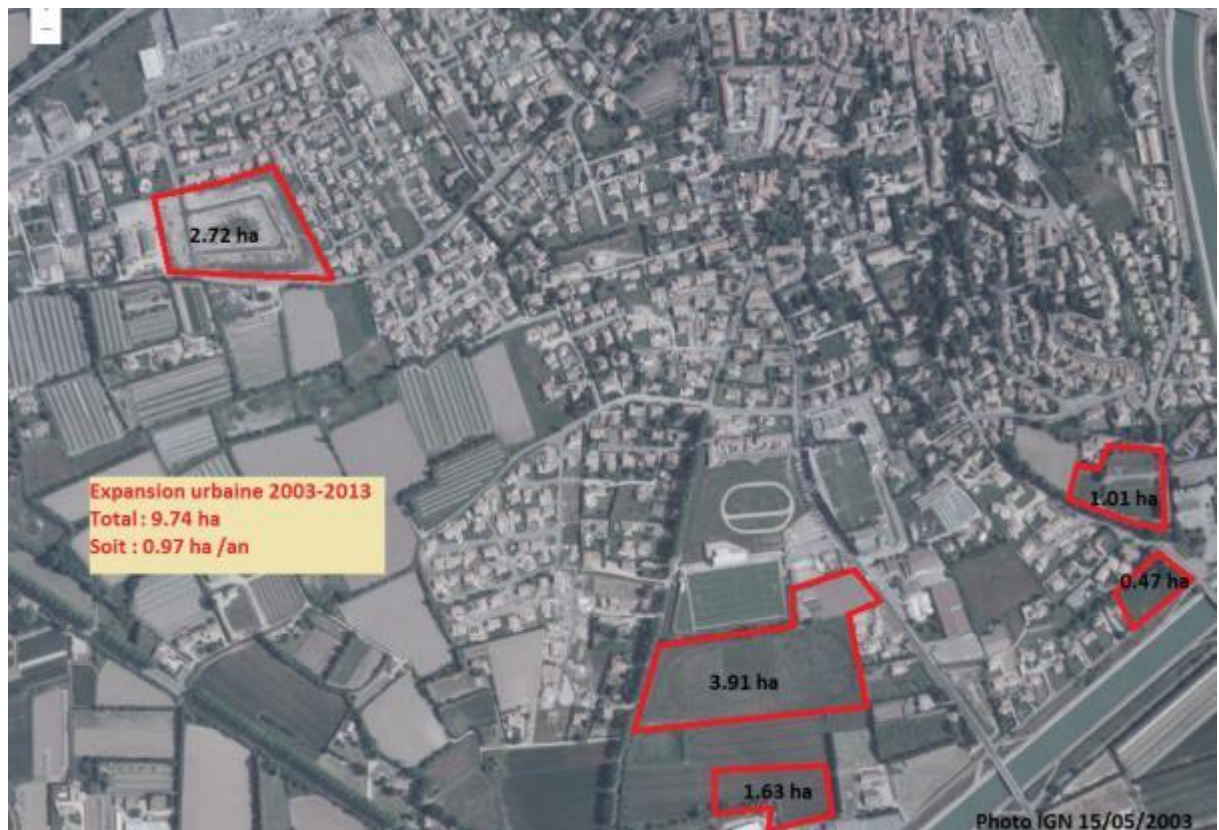 2.72 ha
Expansion urbaine 2003-2013
Total : 9.74 ha
Soit : 0.97 ha /an
1.01 ha
0.47 ha
3.91 ha
1,63 ha
Photo IGN 15/05/2003